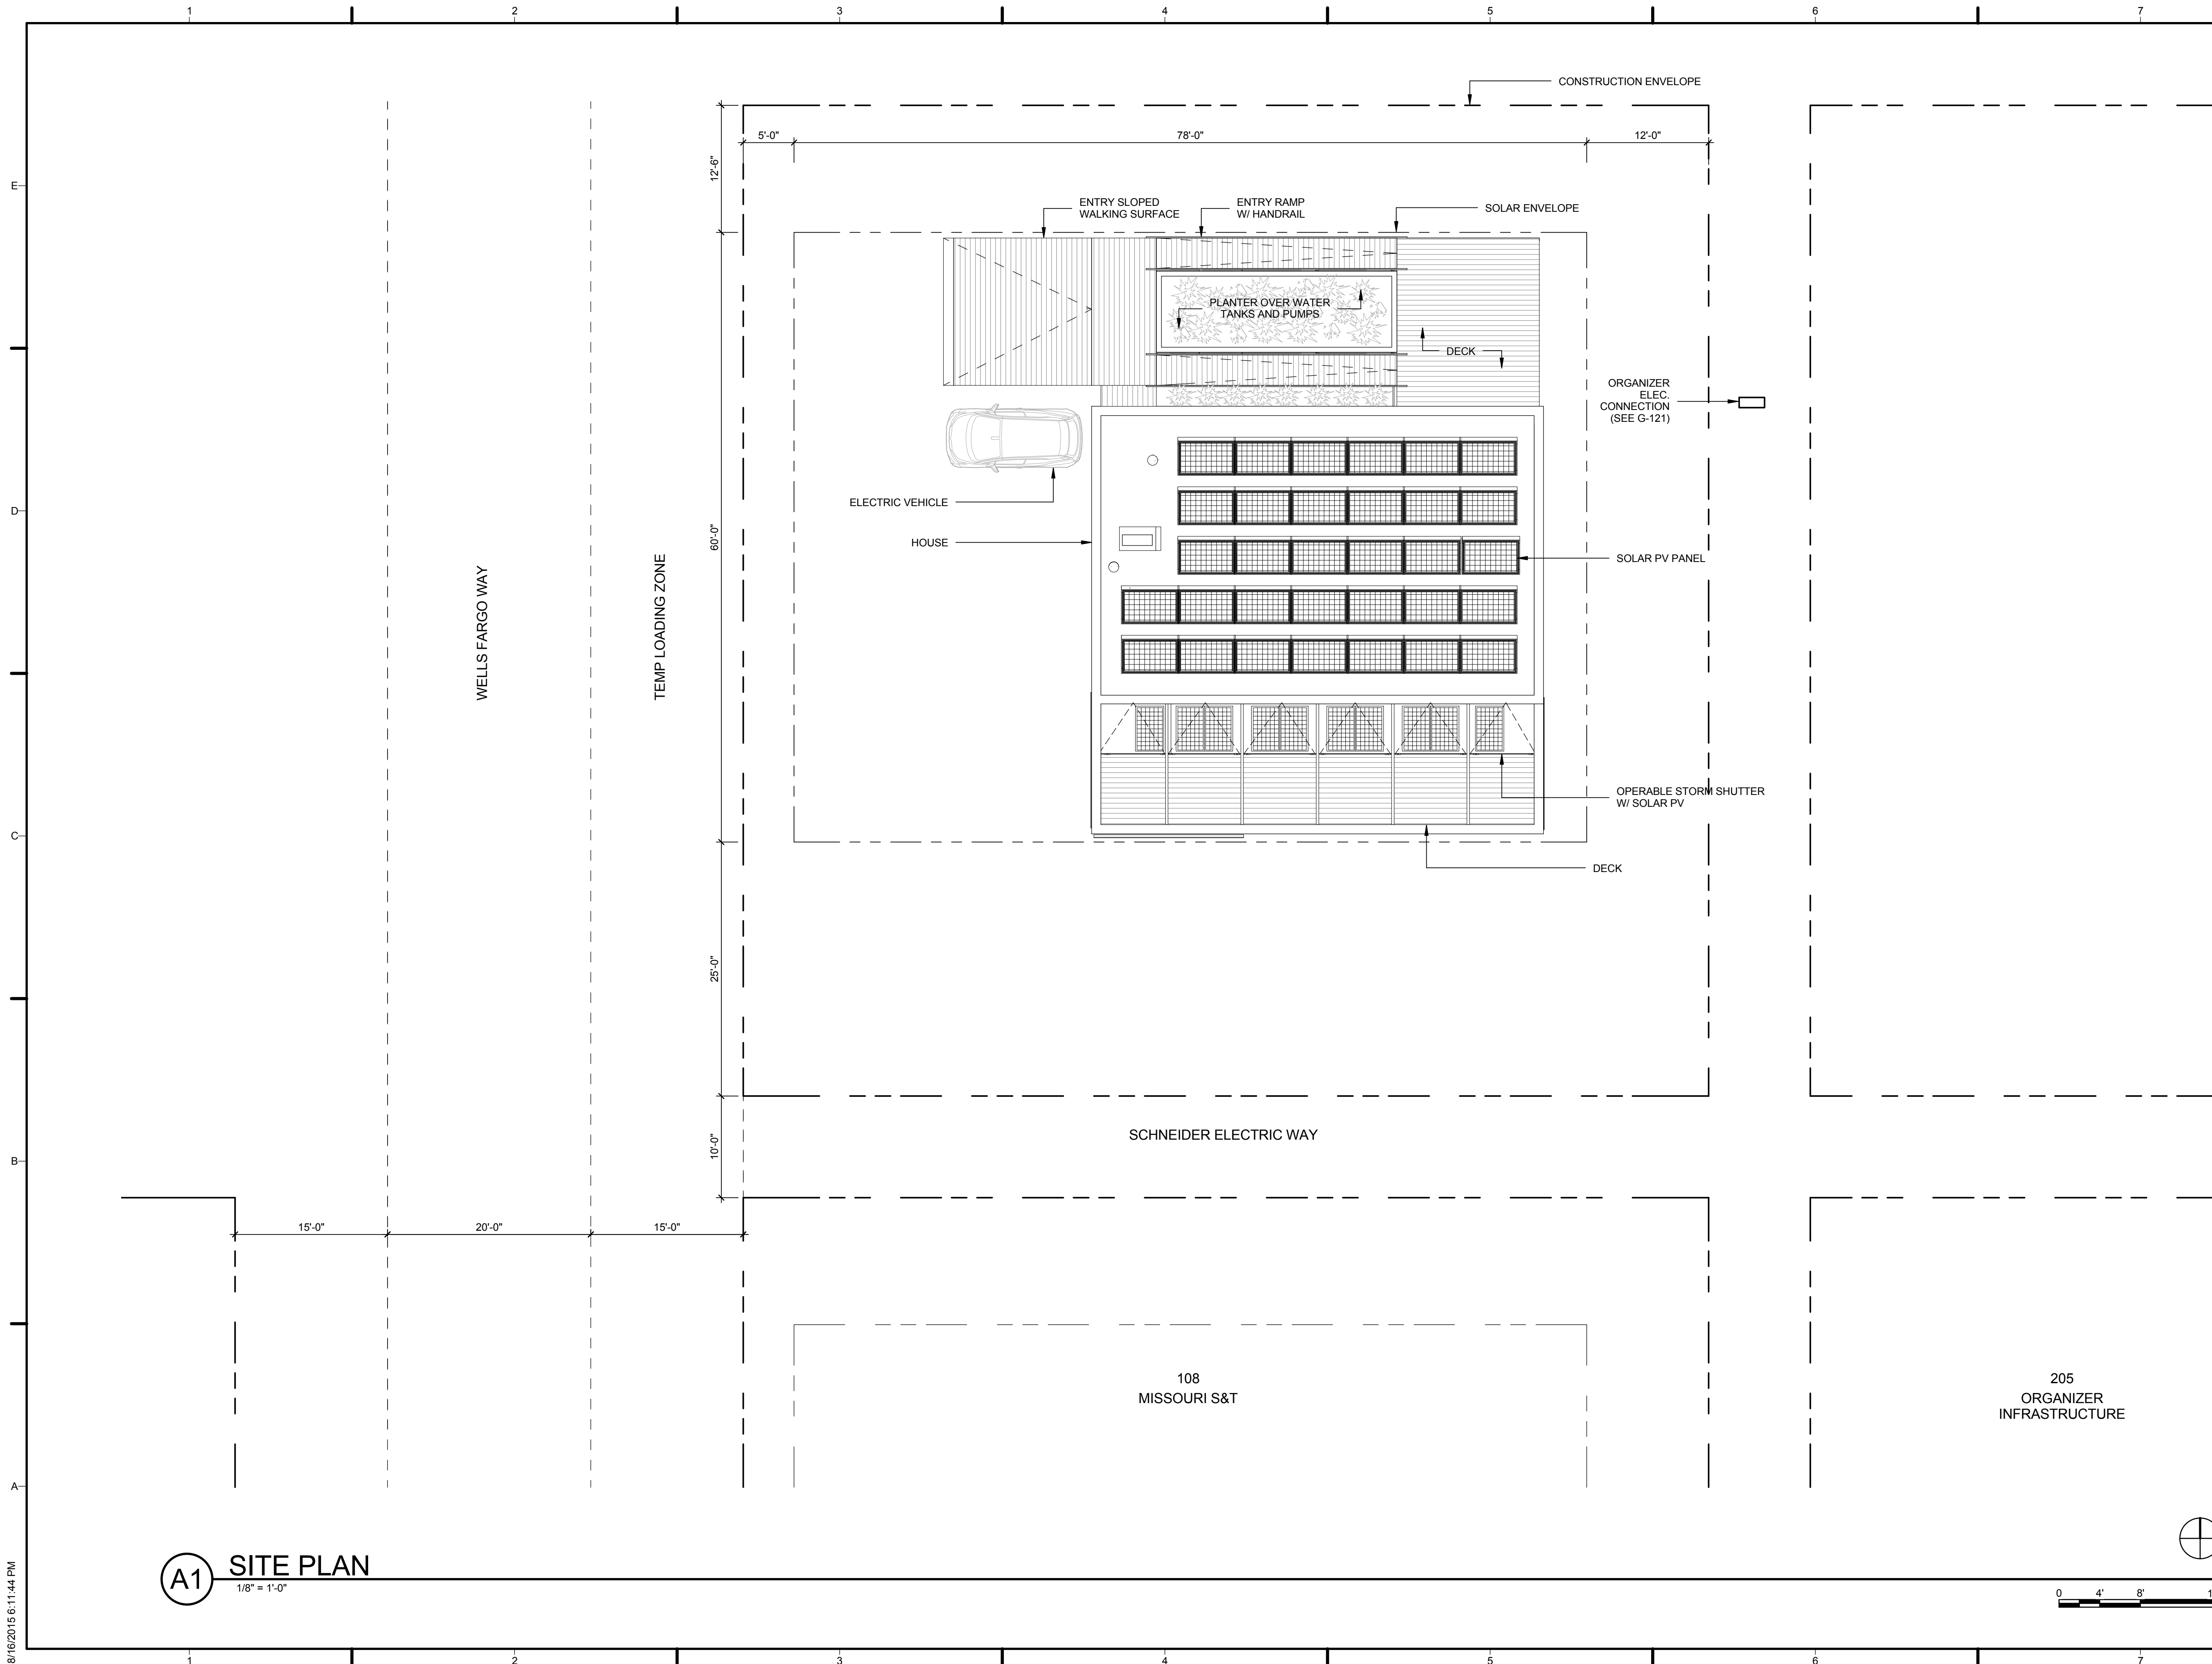 1
2
3
4
5
6
7
CONSTRUCTION ENVELOPE
5'-0"
78'-0"
12'-0"
12'-6"
E
ENTRY SLOPED
WALKING SURFACE
ENTRY RAMP
W/ HANDRAIL
SOLAR ENVELOPE
PLANTER OVER WATER
TANKS AND PUMPS
DECK
ORGANIZER
ELEC.
CONNECTION
(SEE G-121)
ELECTRIC VEHICLE
D
HOUSE
60'-0"
SOLAR PV PANEL
WELLS FARGO WAY
TEMP LOADING ZONE
OPERABLE STORM SHUTTER
W/ SOLAR PV
C
DECK
25'-0"
SCHNEIDER ELECTRIC WAY
10'-0"
B
15'-0"
20'-0"
15'-0"
108
MISSOURI S&T
205
ORGANIZER
INFRASTRUCTURE
A
A1
SITE PLAN
1/8" = 1'-0"
0
4'
8'
8/16/2015 6:11:44 PM
1
2
3
4
5
6
7